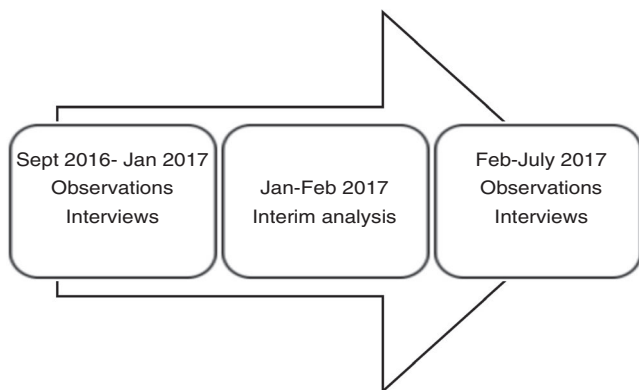 Sept 2016- Jan 2017
Observations
Interviews
Jan-Feb 2017
Interim analysis
Feb-July 2017
Observations
Interviews